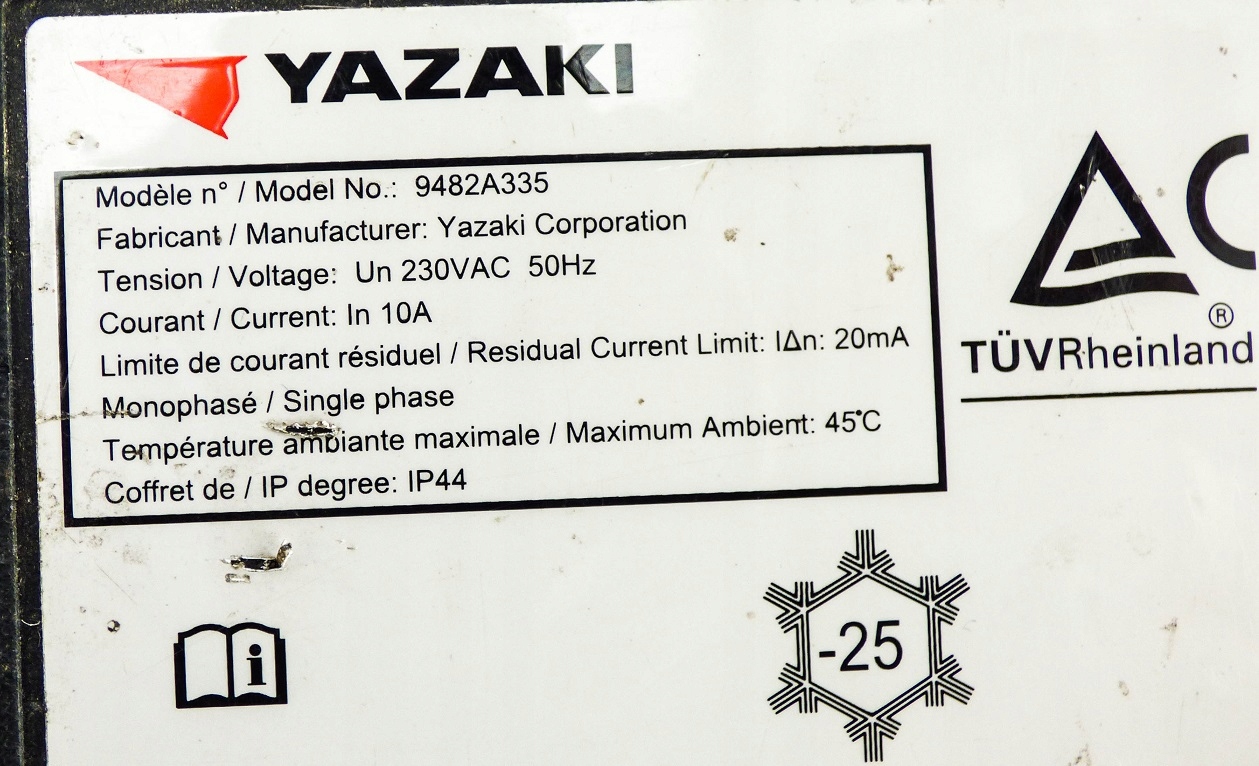 YAZAKI
Modèle n° / Model No.: 9482A335
Fabricant / Manufacturer: Yazaki Corporation
Tension / Voltage: Un 230VAC 50Hz
Courant / Current: In 10A
Limite de courant résiduel / Residual Current Limit: IΔn: 20mA
Monophasé / Single phase
Température ambiante maximale / Maximum Ambient: 45°C
Coffret de / IP degree: IP44
®
TÜVRheinland
i
-25